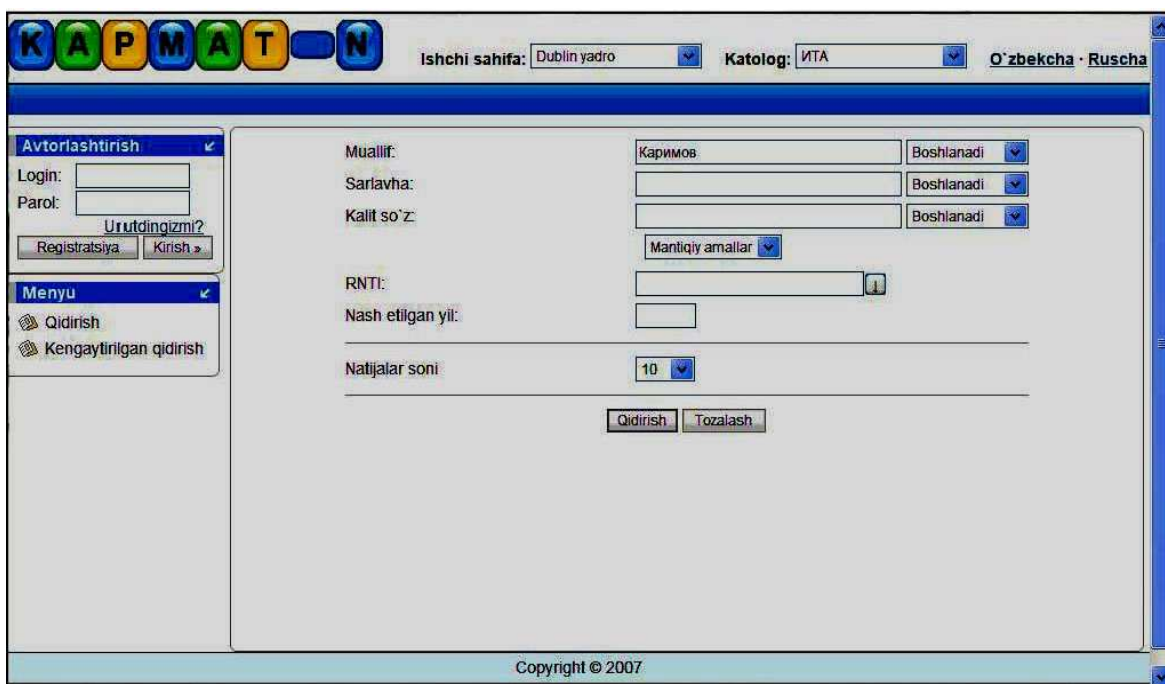 КАРМАТ-N
Ishchi sahifa: Dublin yadro Katolog: ИТА O`zbekcha · Ruscha
Avtorlashtirish
Login:
Parol:
Urutdingizmi?
Registratsiya Kirish »
Menyu
Qidirish
Kengaytirilgan qidirish
Muallif: Каримов Boshlanadi
Sarlavha: Boshlanadi
Kalit so`z: Boshlanadi
Mantiqiy amallar
RNTI:
Nash etilgan yil:
Natijalar soni 10
Qidirish Tozalash
Copyright © 2007